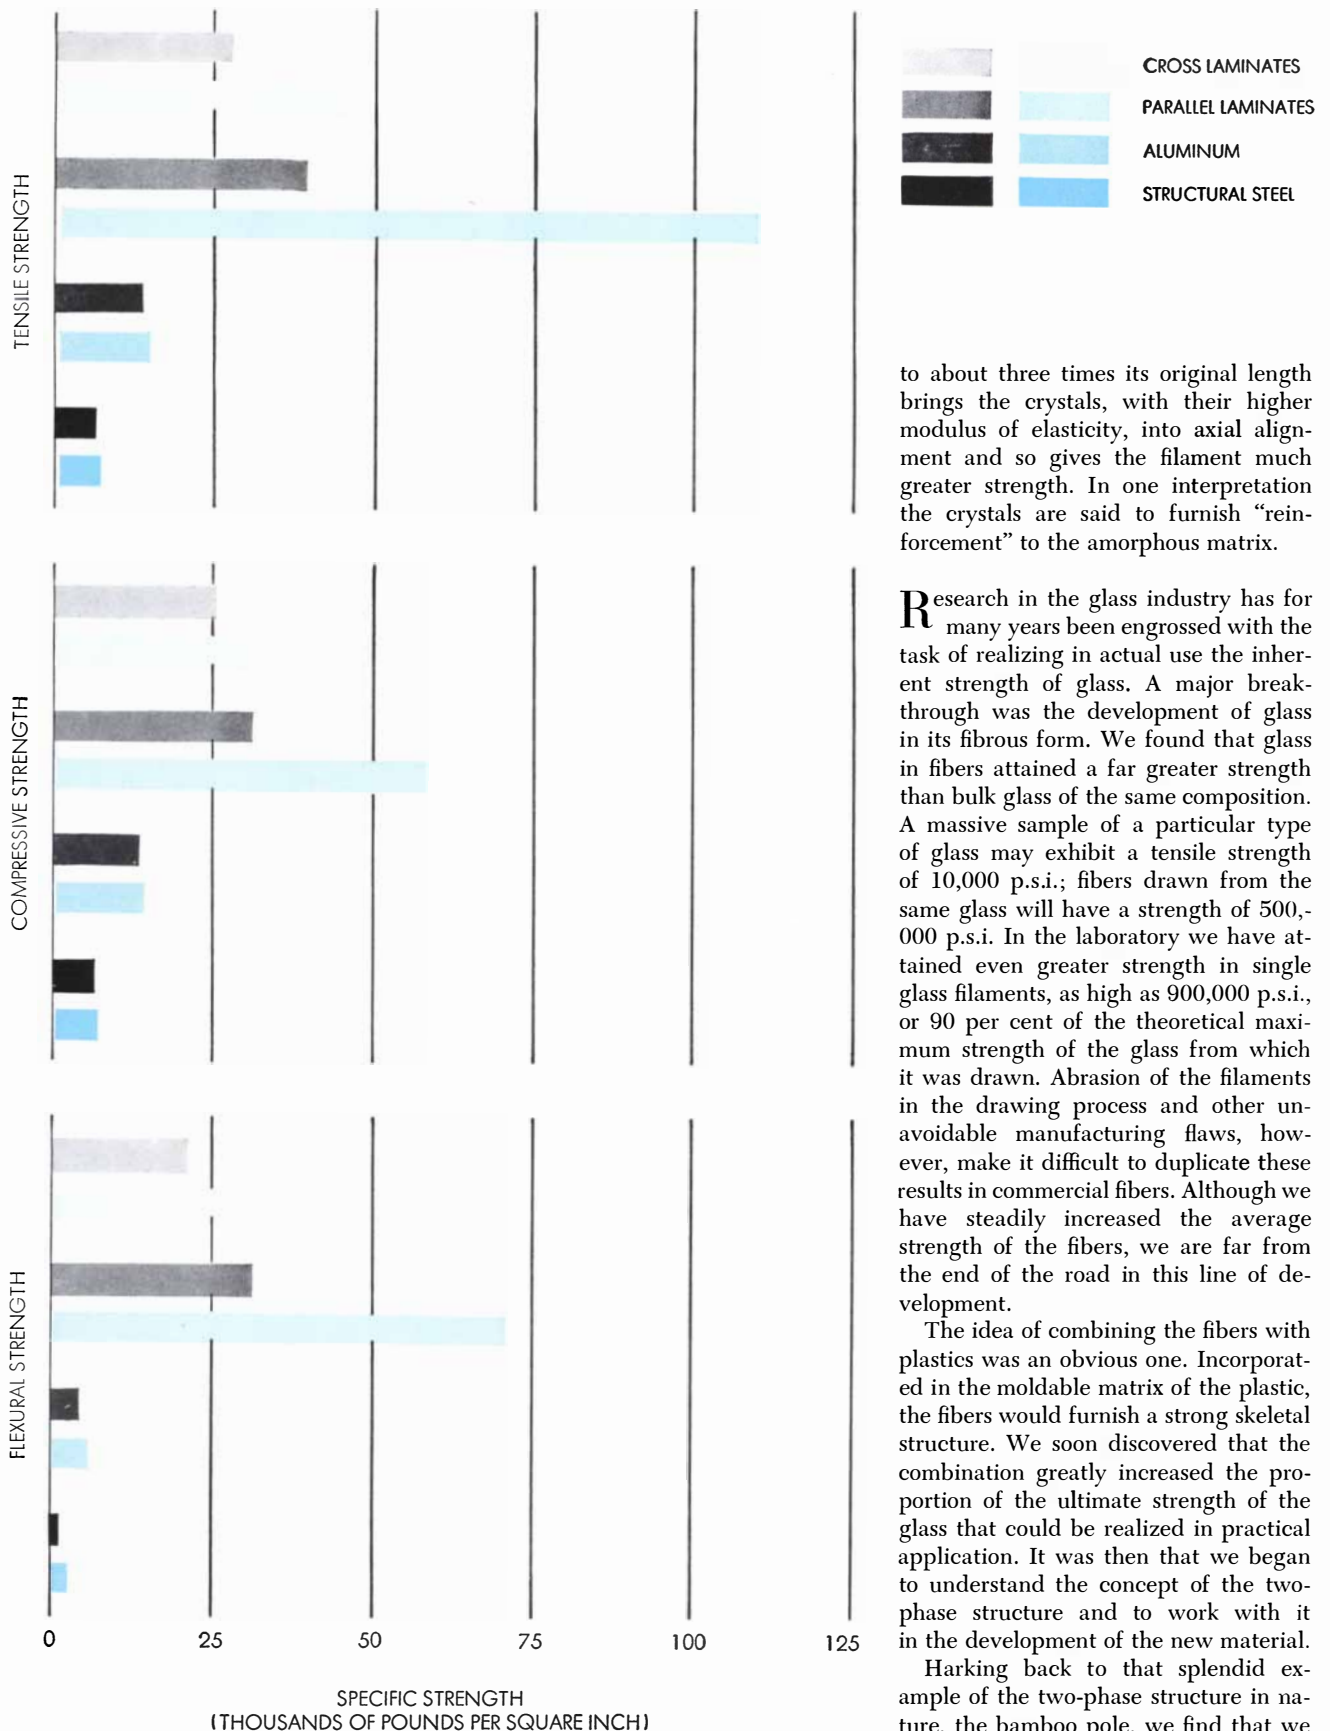 CROSS LAMINATES
PARALLEL LAMINATES
ALUMINUM
STRUCTURAL STEEL
TENSILE STRENGTH
COMPRESSIVE STRENGTH
FLEXURAL STRENGTH
0 25 50 75 100 125
SPECIFIC STRENGTH
(THOUSANDS OF POUNDS PER SQUARE INCH)
to about three times its original length
brings the crystals, with their higher
modulus of elasticity, into axial align-
ment and so gives the filament much
greater strength. In one interpretation
the crystals are said to furnish “rein-
forcement” to the amorphous matrix.
Research in the glass industry has for
many years been engrossed with the
task of realizing in actual use the inher-
ent strength of glass. A major break-
through was the development of glass
in its fibrous form. We found that glass
in fibers attained a far greater strength
than bulk glass of the same composition.
A massive sample of a particular type
of glass may exhibit a tensile strength
of 10,000 p.s.i.; fibers drawn from the
same glass will have a strength of 500,-
000 p.s.i. In the laboratory we have at-
tained even greater strength in single
glass filaments, as high as 900,000 p.s.i.,
or 90 per cent of the theoretical maxi-
mum strength of the glass from which
it was drawn. Abrasion of the filaments
in the drawing process and other un-
avoidable manufacturing flaws, how-
ever, make it difficult to duplicate these
results in commercial fibers. Although we
have steadily increased the average
strength of the fibers, we are far from
the end of the road in this line of de-
velopment.
The idea of combining the fibers with
plastics was an obvious one. Incorporat-
ed in the moldable matrix of the plastic,
the fibers would furnish a strong skeletal
structure. We soon discovered that the
combination greatly increased the pro-
portion of the ultimate strength of the
glass that could be realized in practical
application. It was then that we began
to understand the concept of the two-
phase structure and to work with it
in the development of the new material.
Harking back to that splendid ex-
ample of the two-phase structure in na-
ture, the bamboo pole, we find that we